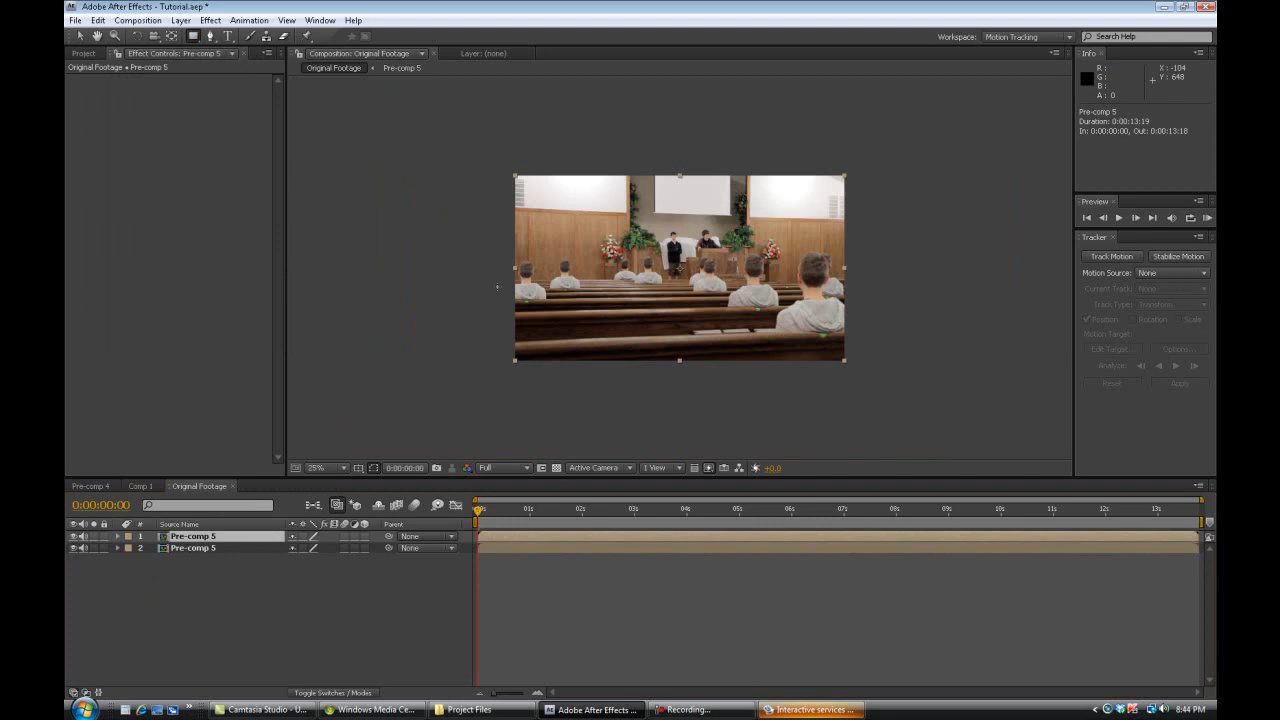 Adobe After Effects - Tutorial.aep *
File Edit Composition Layer Effect Animation View Window Help
Workspace: Motion Tracking Search Help
Project Effect Controls: Pre-comp 5 Composition: Original Footage Layer: (none) Info
Original Footage • Pre-comp 5 Original Footage Pre-comp 5
R: X: -104
G: Y: 648
B:
A: 0
Pre-comp 5
Duration: 0:00:13:19
In: 0:00:00:00, Out: 0:00:13:18
Preview
Tracker
Track Motion Stabilize Motion
Motion Source: None
Current Track: None
Track Type: Transform
Position Rotation Scale
Motion Target:
Edit Target... Options...
Analyze:
Reset Apply
25% 0:00:00:00 Full Active Camera 1 View +0.0
Pre-comp 4 Comp 1 Original Footage
0:00:00:00
01s 02s 03s 04s 05s 06s 07s 08s 09s 10s 11s 12s 13s
# Source Name fx Parent
1 Pre-comp 5 None
2 Pre-comp 5 None
Toggle Switches / Modes
Camtasia Studio - U... Windows Media Ce... Project Files Adobe After Effects ... Recording... Interactive services ... 8:44 PM